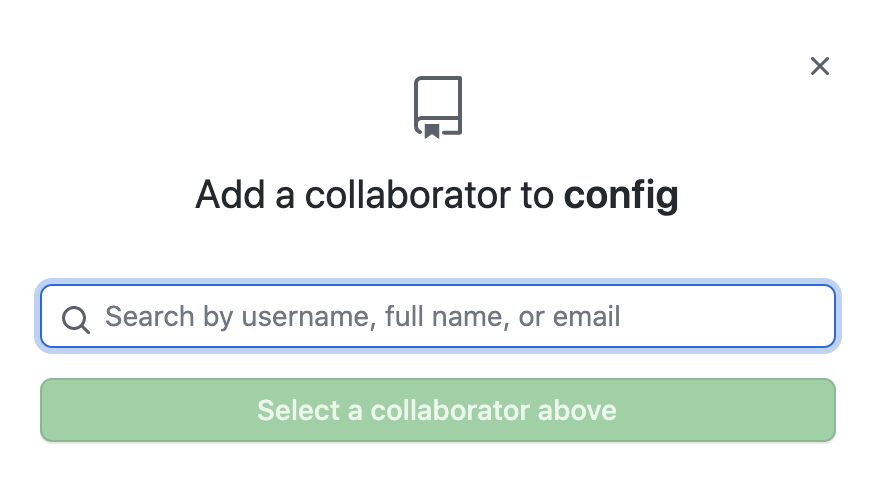 Add a collaborator to config
Search by username, full name, or email
Select a collaborator above